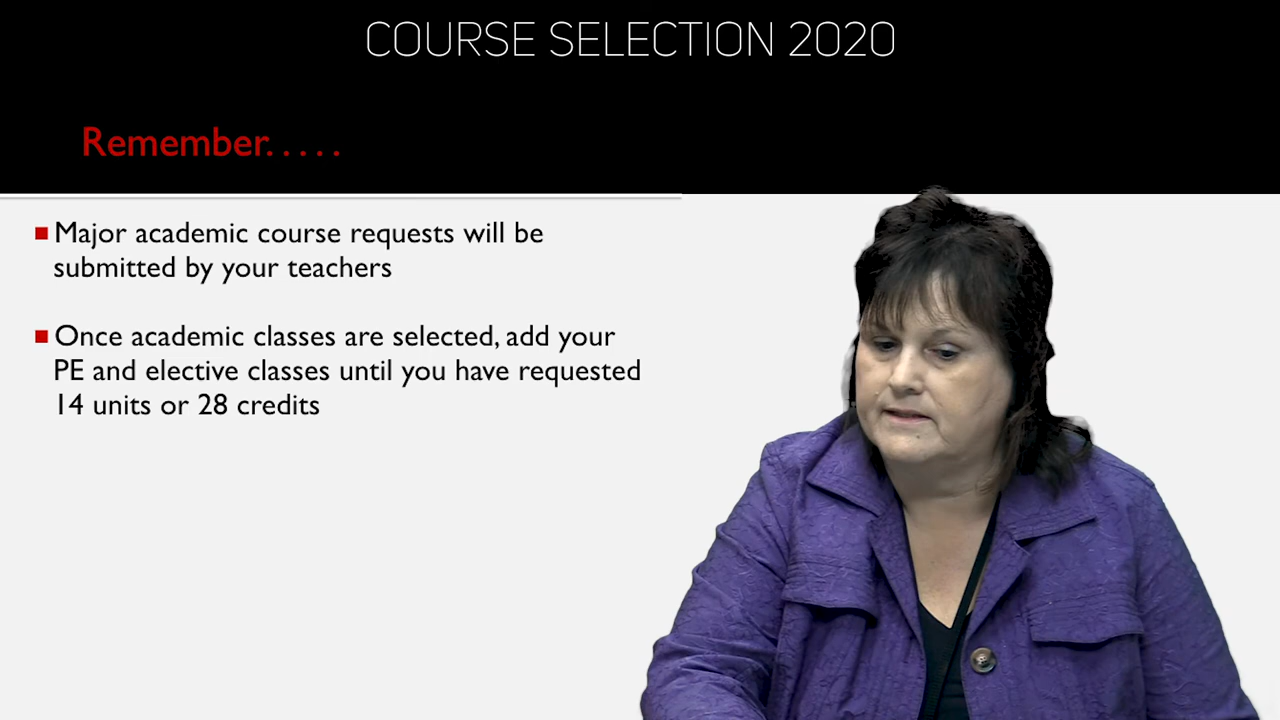 COURSE SELECTION 2020
Remember. . . . .
Major academic course requests will be
submitted by your teachers
Once academic classes are selected, add your
PE and elective classes until you have requested
14 units or 28 credits